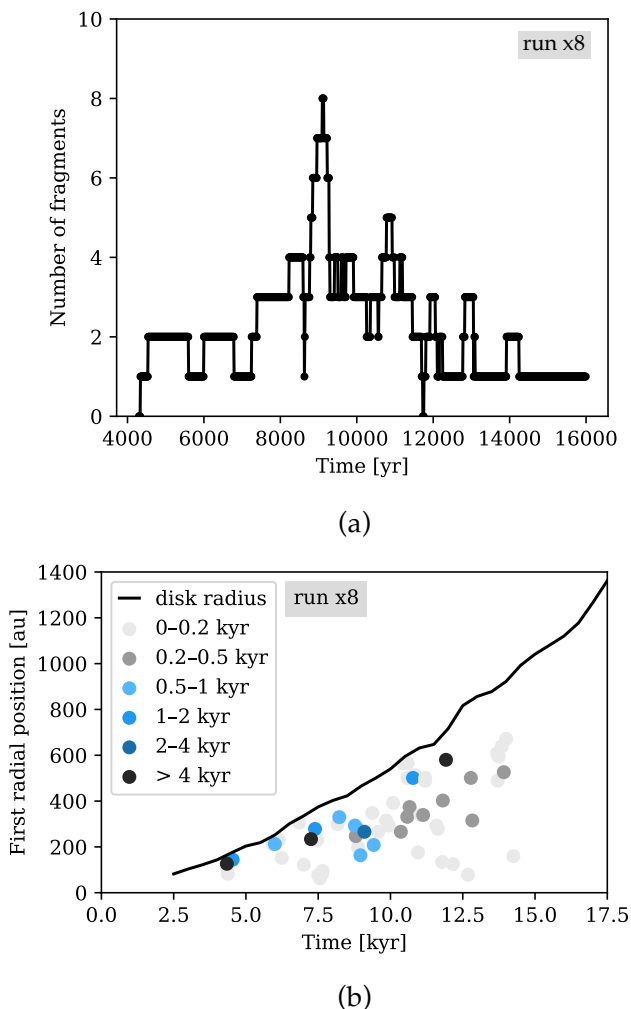 10
8
6
4
2
0
Number of fragments
run x8
4000 6000 8000 10000 12000 14000 16000
Time [yr]
(a)
1400
1200
1000
800
600
400
200
0
First radial position [au]
disk radius
0–0.2 kyr
0.2–0.5 kyr
0.5–1 kyr
1–2 kyr
2–4 kyr
> 4 kyr
run x8
0.0 2.5 5.0 7.5 10.0 12.5 15.0 17.5
Time [kyr]
(b)